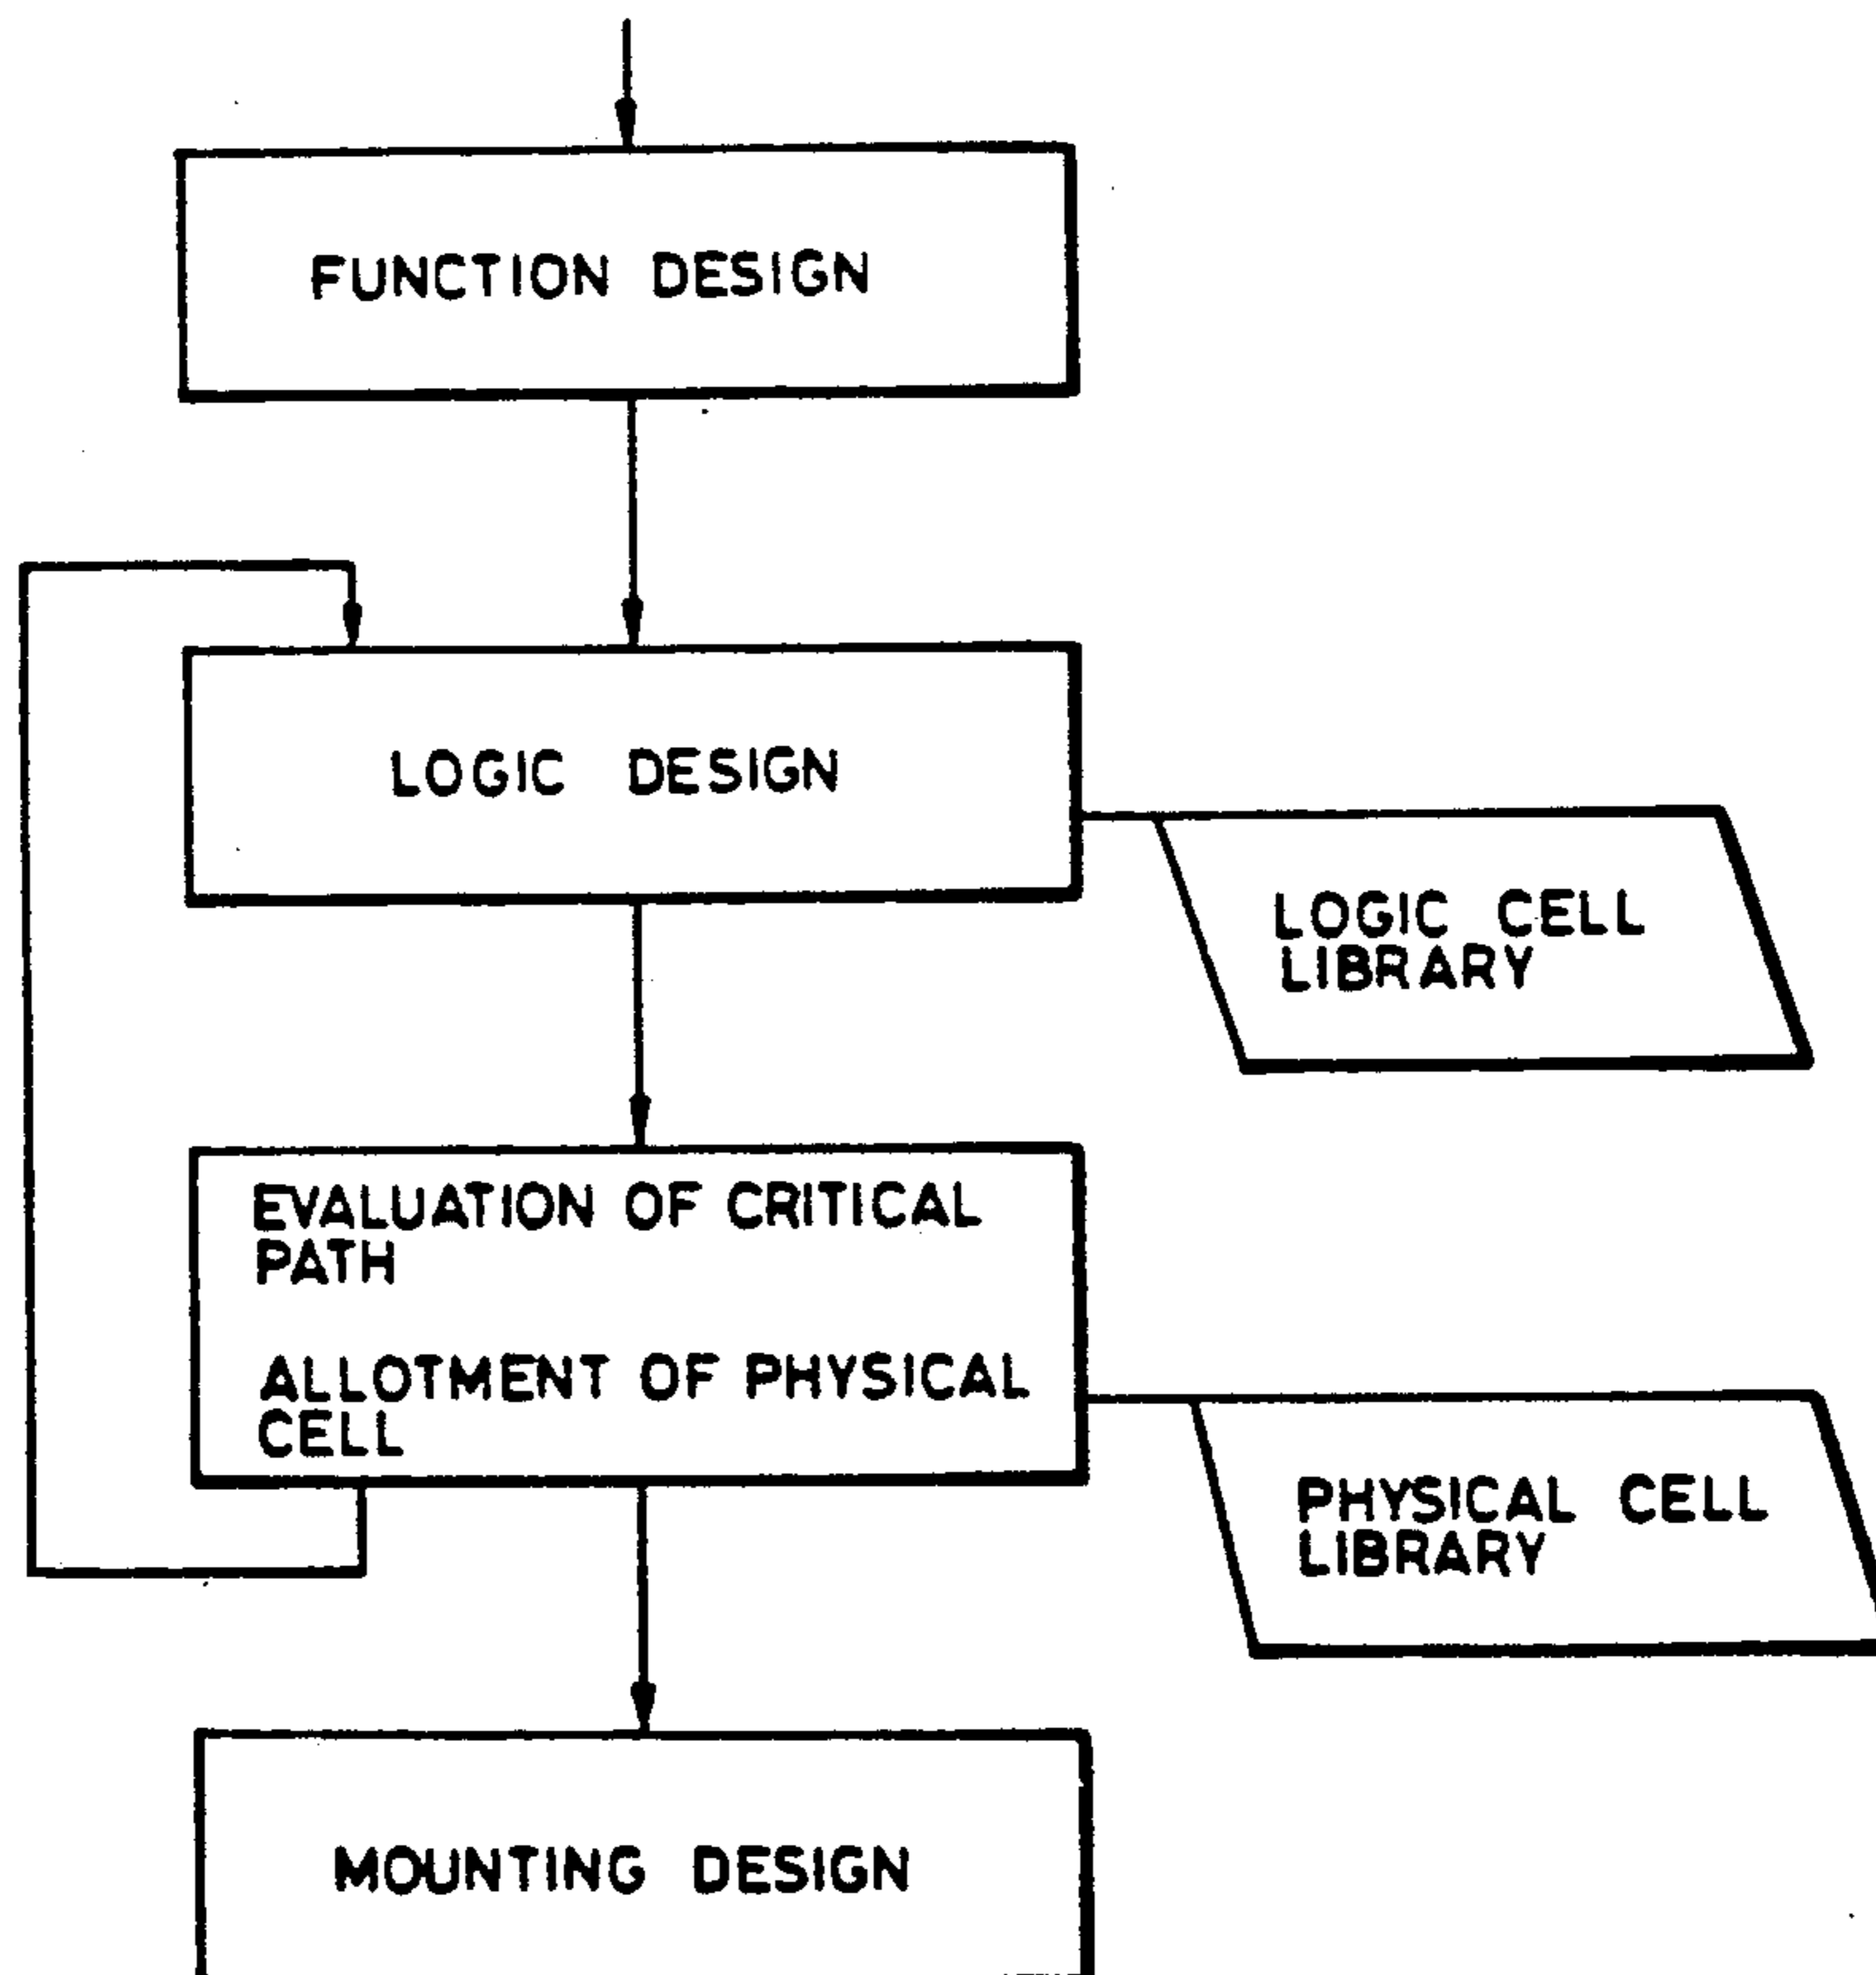 FUNCTION DESIGN
LOGIC DESIGN
LOGIC CELL
LIBRARY
EVALUATION OF CRITICAL
PATH
ALLOTMENT OF PHYSICAL
CELL
PHYSICAL CELL
LIBRARY
MOUNTING DESIGN